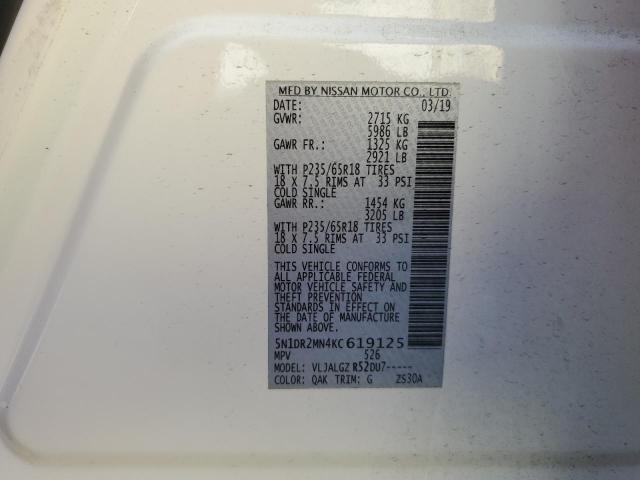 MFD BY NISSAN MOTOR CO., LTD.
DATE: 03/19
GVWR: 2715 KG
5986 LB
GAWR FR.: 1325 KG
2921 LB
WITH P235/65R18 TIRES
18 X 7.5 RIMS AT 33 PSI
COLD SINGLE
GAWR RR.: 1454 KG
3205 LB
WITH P235/65R18 TIRES
18 X 7.5 RIMS AT 33 PSI
COLD SINGLE
THIS VEHICLE CONFORMS TO
ALL APPLICABLE FEDERAL
MOTOR VEHICLE SAFETY AND
THEFT PREVENTION
STANDARDS IN EFFECT ON
THE DATE OF MANUFACTURE
SHOWN ABOVE.
5N1DR2MN4KC619125
MPV 526
MODEL: VLJALGZ R52DU7-----
COLOR: QAK TRIM: G ZS30A